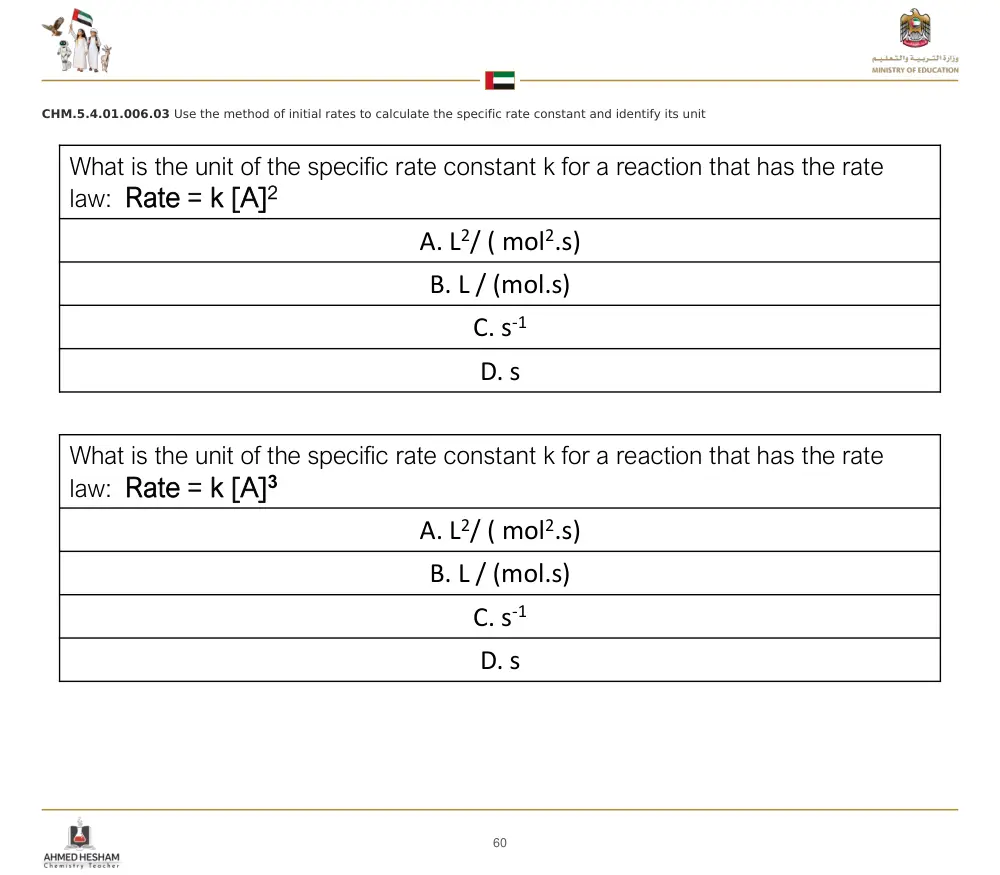 وزارة التربية والتعليم
MINISTRY OF EDUCATION
CHM.5.4.01.006.03 Use the method of initial rates to calculate the specific rate constant and identify its unit
What is the unit of the specific rate constant k for a reaction that has the rate
law: Rate = k [A]²
A. L²/ ( mol².s)
B. L / (mol.s)
C. s⁻¹
D. s
What is the unit of the specific rate constant k for a reaction that has the rate
law: Rate = k [A]³
A. L²/ ( mol².s)
B. L / (mol.s)
C. s⁻¹
D. s
AHMED HESHAM
Chemistry Teacher
60